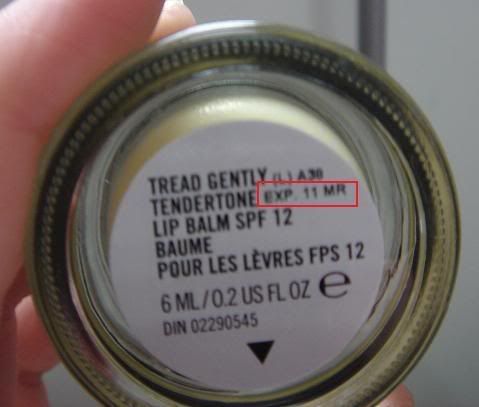 TREAD GENTLY (L) A30
TENDERTONE EXP. 11 MR
LIP BALM SPF 12
BAUME
POUR LES LÈVRES FPS 12
6 ML/0.2 US FL OZ e
DIN 02290545